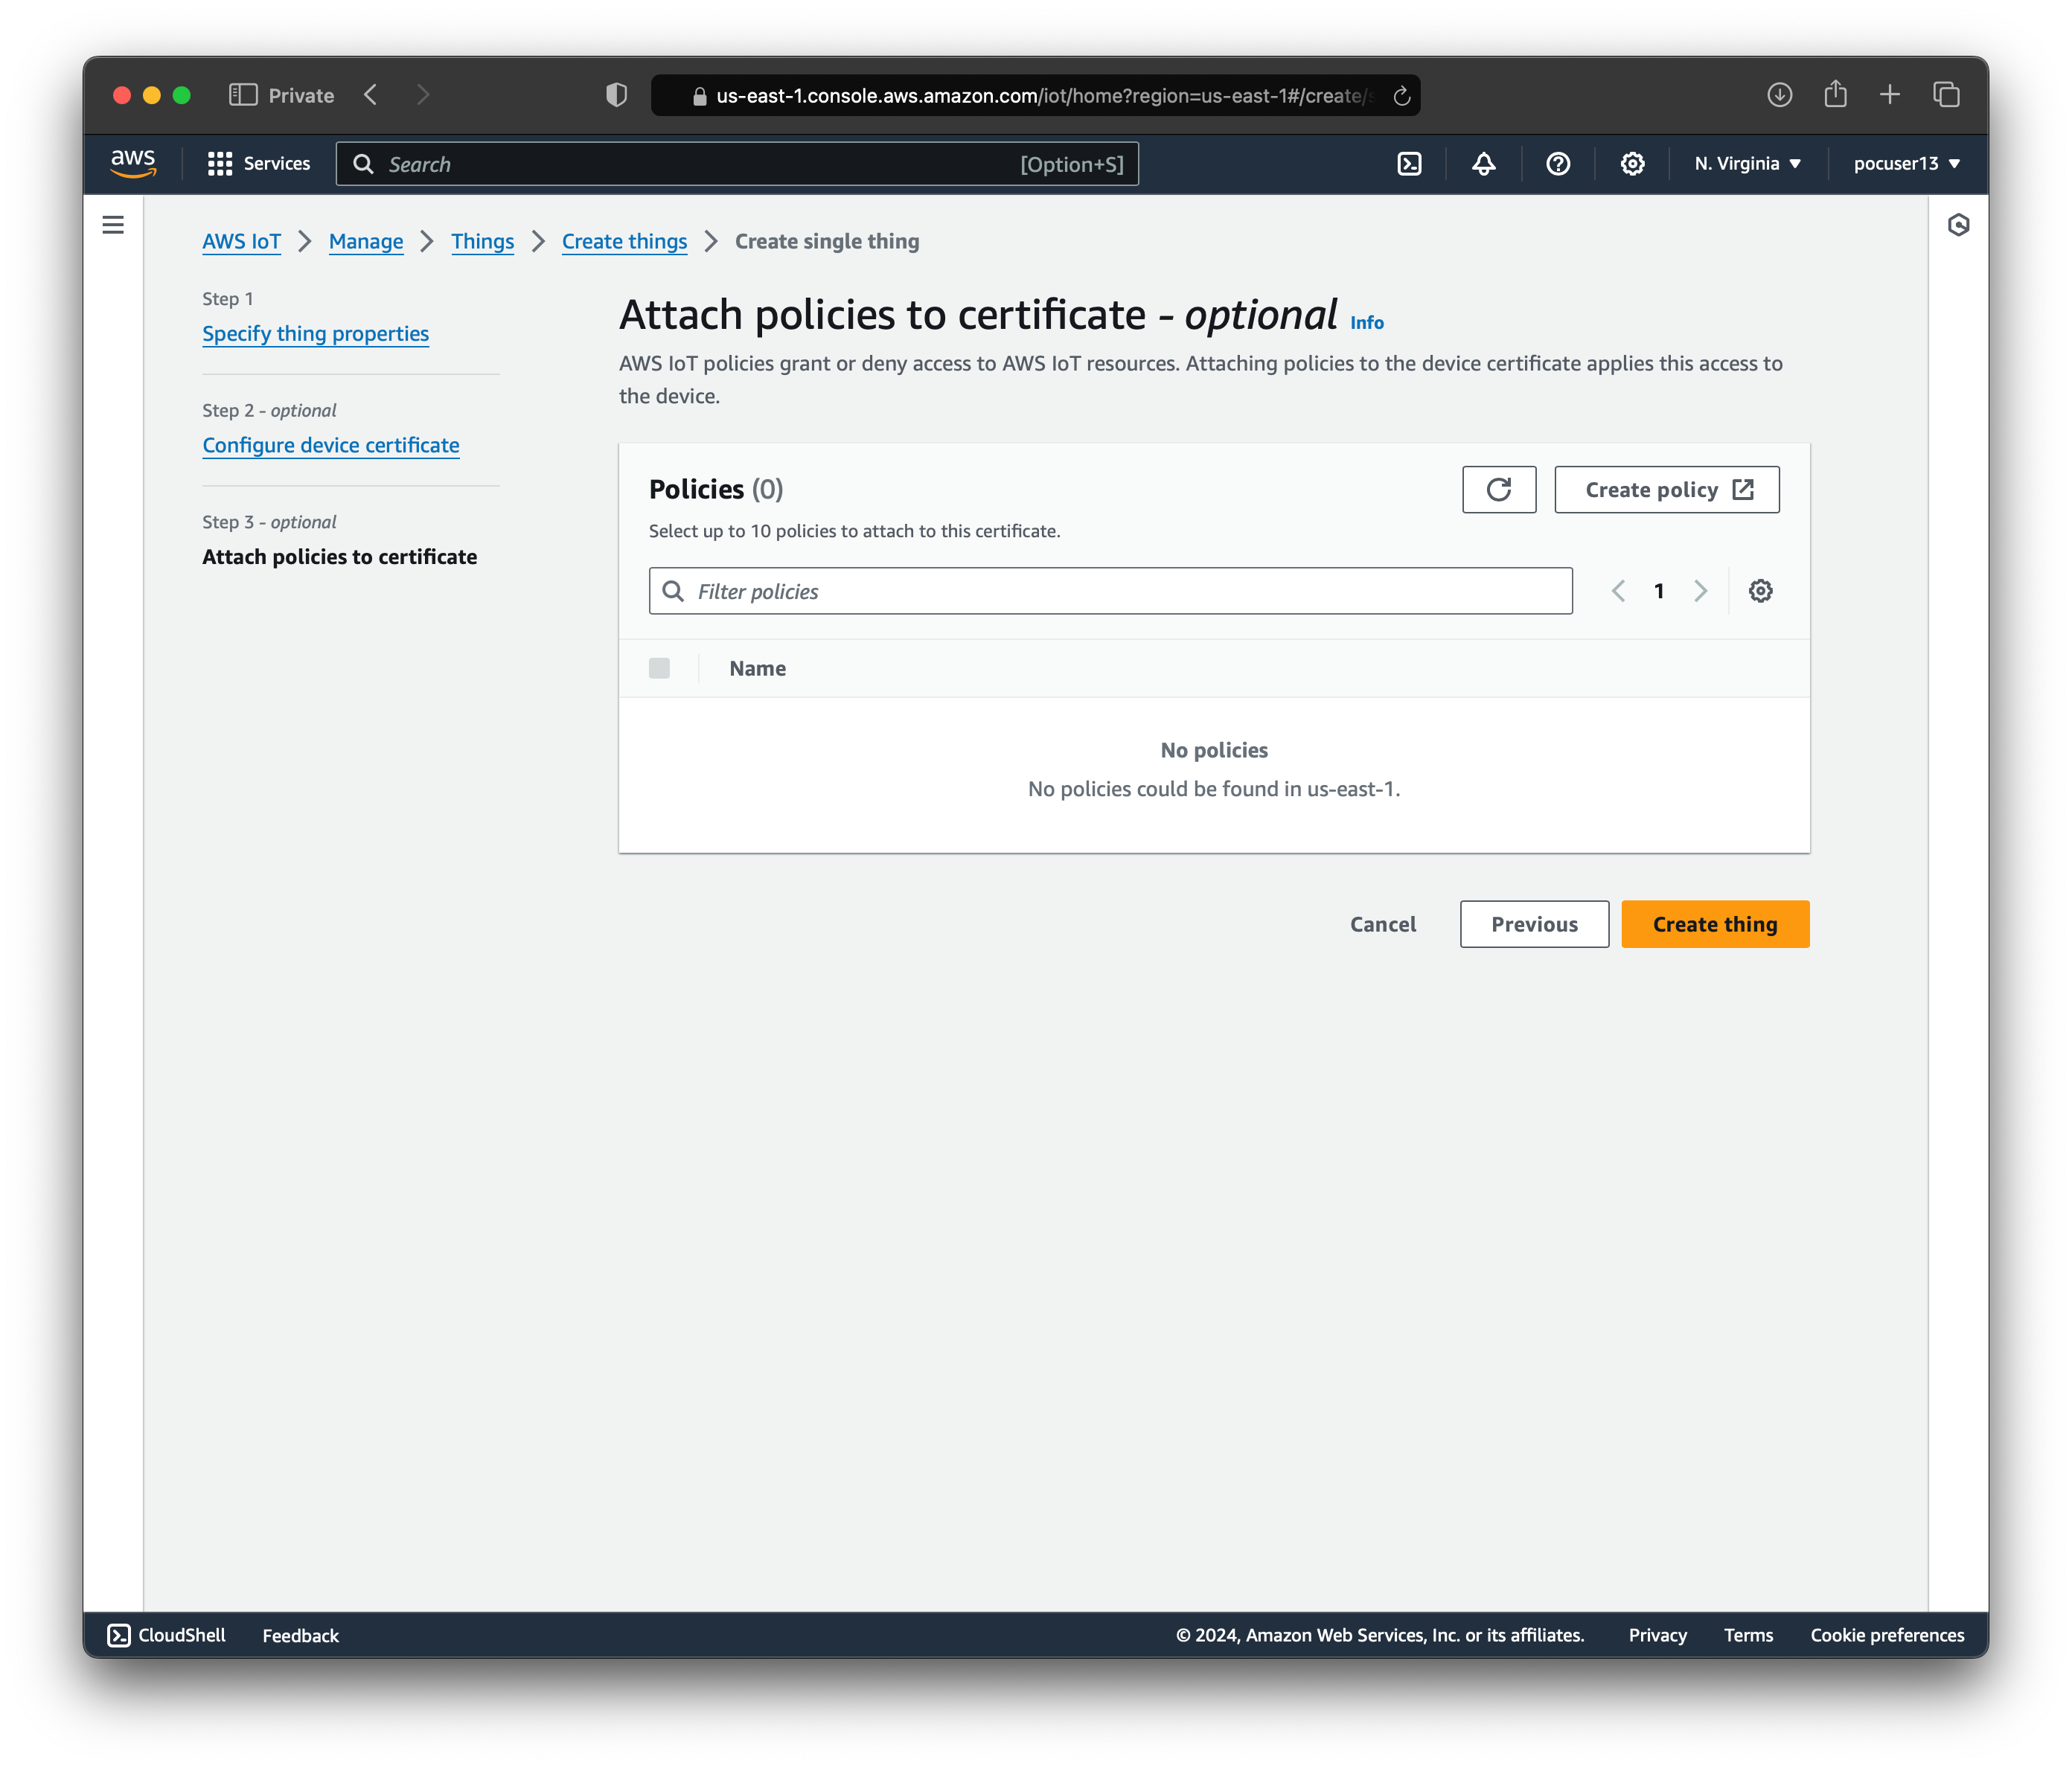 Private
us-east-1.console.aws.amazon.com/iot/home?region=us-east-1#/create/
aws
Services
Search
[Option+S]
N. Virginia
pocuser13
AWS IoT
Manage
Things
Create things
Create single thing
Step 1
Specify thing properties
Step 2 - optional
Configure device certificate
Step 3 - optional
Attach policies to certificate
Attach policies to certificate - optional Info
AWS IoT policies grant or deny access to AWS IoT resources. Attaching policies to the device certificate applies this access to
the device.
Policies (0)
Create policy
Select up to 10 policies to attach to this certificate.
Filter policies
1
Name
No policies
No policies could be found in us-east-1.
Cancel
Previous
Create thing
CloudShell
Feedback
© 2024, Amazon Web Services, Inc. or its affiliates.
Privacy
Terms
Cookie preferences